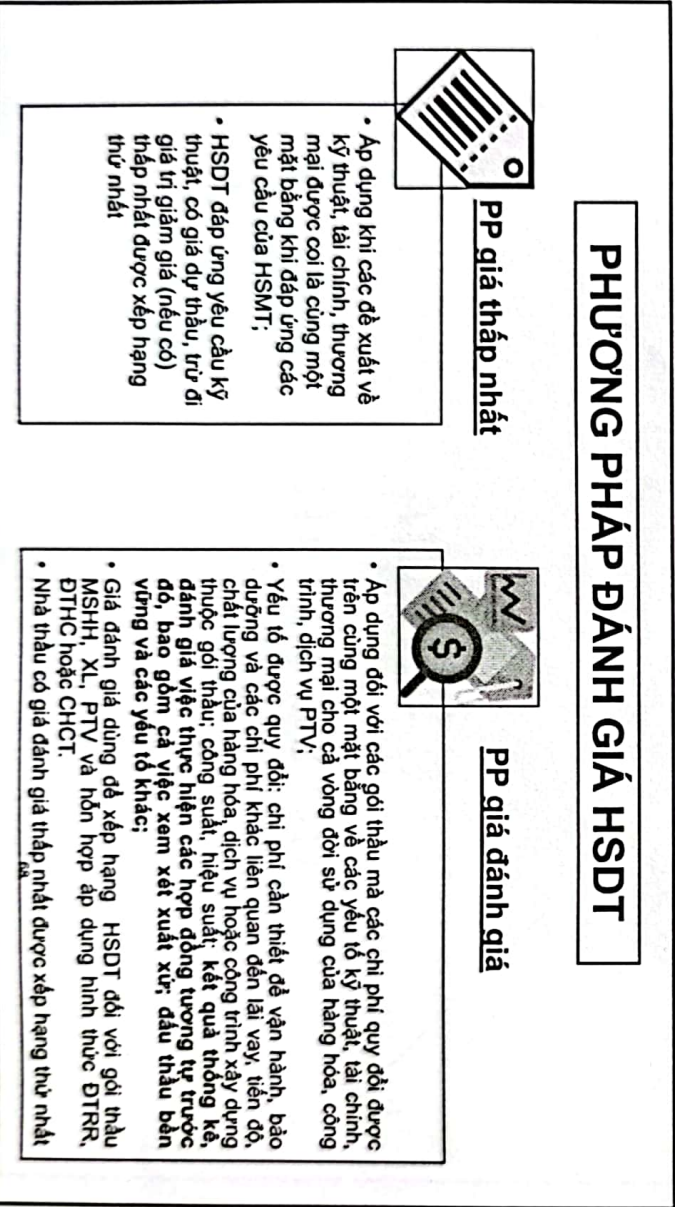 PHƯƠNG PHÁP ĐÁNH GIÁ HSDT
PP giá thấp nhất
• Áp dụng khi các đề xuất về
kỹ thuật, tài chính, thương
mại được coi là cùng một
mặt bằng khi đáp ứng các
yêu cầu của HSMT;
• HSDT đáp ứng yêu cầu kỹ
thuật, có giá dự thầu, trừ đi
giá trị giảm giá (nếu có)
thấp nhất được xếp hạng
thứ nhất
$
PP giá đánh giá
• Áp dụng đối với các gói thầu mà các chi phí quy đổi được
trên cùng một mặt bằng về các yếu tố kỹ thuật, tài chính,
thương mại cho cả vòng đời sử dụng của hàng hóa, công
trình, dịch vụ PTV;
• Yếu tố được quy đổi: chi phí cần thiết để vận hành, bảo
dưỡng và các chi phí khác liên quan đến lãi vay, tiến độ,
chất lượng của hàng hóa, dịch vụ hoặc công trình xây dựng
thuộc gói thầu; công suất, hiệu suất; kết quả thống kê,
đánh giá việc thực hiện các hợp đồng tương tự trước
đó, bao gồm cả việc xem xét xuất xứ; đấu thầu bền
vững và các yếu tố khác;
• Giá đánh giá dùng để xếp hạng HSDT đối với gói thầu
MSHH, XL, PTV và hỗn hợp áp dụng hình thức ĐTRR,
ĐTHC hoặc CHCT.
• Nhà thầu có giá đánh giá thấp nhất được xếp hạng thứ nhất